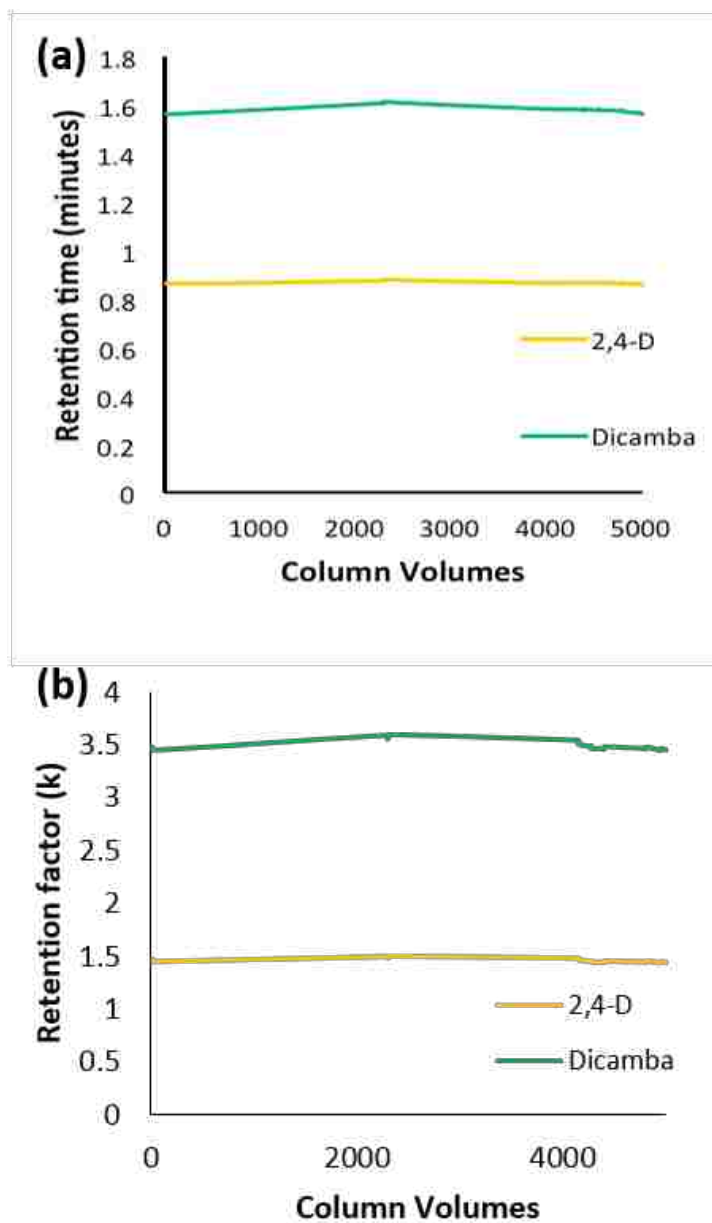 (a)
Retention time (minutes)
1.8
1.6
1.4
1.2
1
0.8
0.6
0.4
0.2
0
2,4-D
Dicamba
0 1000 2000 3000 4000 5000
Column Volumes
(b)
Retention factor (k)
4
3.5
3
2.5
2
1.5
1
0.5
0
2,4-D
Dicamba
0 2000 4000
Column Volumes